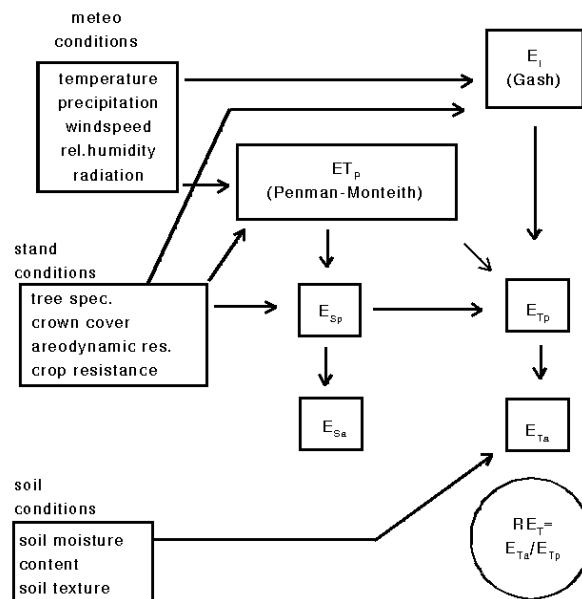 meteo
conditions
temperature
precipitation
windspeed
rel.humidity
radiation
E_i
(Gash)
ET_p
(Penman-Monteith)
stand
conditions
tree spec.
crown cover
areodynamic res.
crop resistance
E_Sp
E_Tp
E_Sa
E_Ta
soil
conditions
soil moisture
content
soil texture
RE_T=
E_Ta/E_Tp